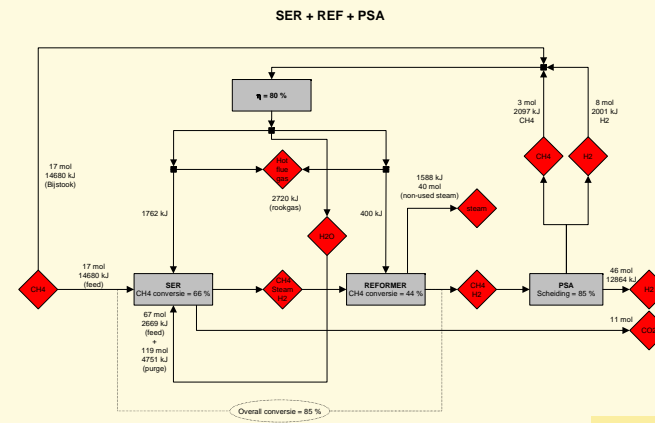 SER + REF + PSA
η = 80 %
3 mol
2097 kJ
CH4
8 mol
2001 kJ
H2
17 mol
14680 kJ
(Bijstook)
Hot
flue
gas
CH4
H2
2720 kJ
(rookgas)
1588 kJ
40 mol
(non-used steam)
steam
1762 kJ
400 kJ
H2O
17 mol
14680 kJ
(feed)
CH4
SER
CH4 conversie = 66 %
CH4
Steam
H2
REFORMER
CH4 conversie = 44 %
CH4
H2
PSA
Scheiding = 85 %
46 mol
12864 kJ
H2
67 mol
2669 kJ
(feed)
+
119 mol
4751 kJ
(purge)
11 mol
CO2
Overall conversie = 85 %